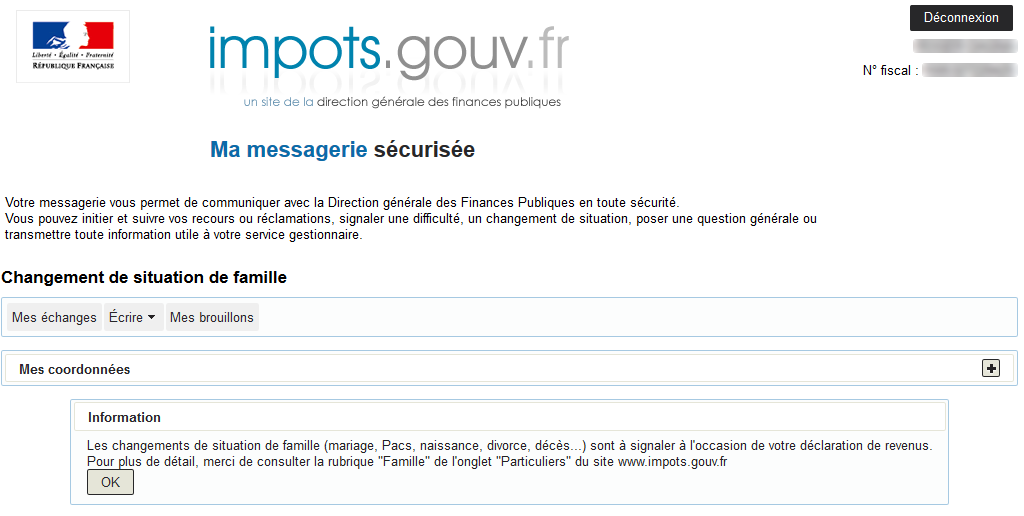 Déconnexion
Liberté • Égalité • Fraternité
RÉPUBLIQUE FRANÇAISE
impots.gouv.fr
N° fiscal :
un site de la direction générale des finances publiques
Ma messagerie sécurisée
Votre messagerie vous permet de communiquer avec la Direction générale des Finances Publiques en toute sécurité.
Vous pouvez initier et suivre vos recours ou réclamations, signaler une difficulté, un changement de situation, poser une question générale ou
transmettre toute information utile à votre service gestionnaire.
Changement de situation de famille
Mes échanges Écrire Mes brouillons
Mes coordonnées
Information
Les changements de situation de famille (mariage, Pacs, naissance, divorce, décès...) sont à signaler à l'occasion de votre déclaration de revenus.
Pour plus de détail, merci de consulter la rubrique "Famille" de l'onglet "Particuliers" du site www.impots.gouv.fr
OK